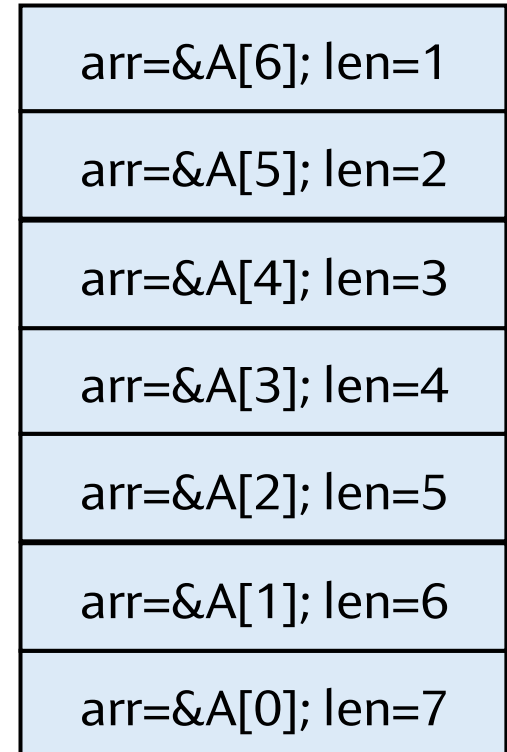 arr=&A[6]; len=1
arr=&A[5]; len=2
arr=&A[4]; len=3
arr=&A[3]; len=4
arr=&A[2]; len=5
arr=&A[1]; len=6
arr=&A[0]; len=7